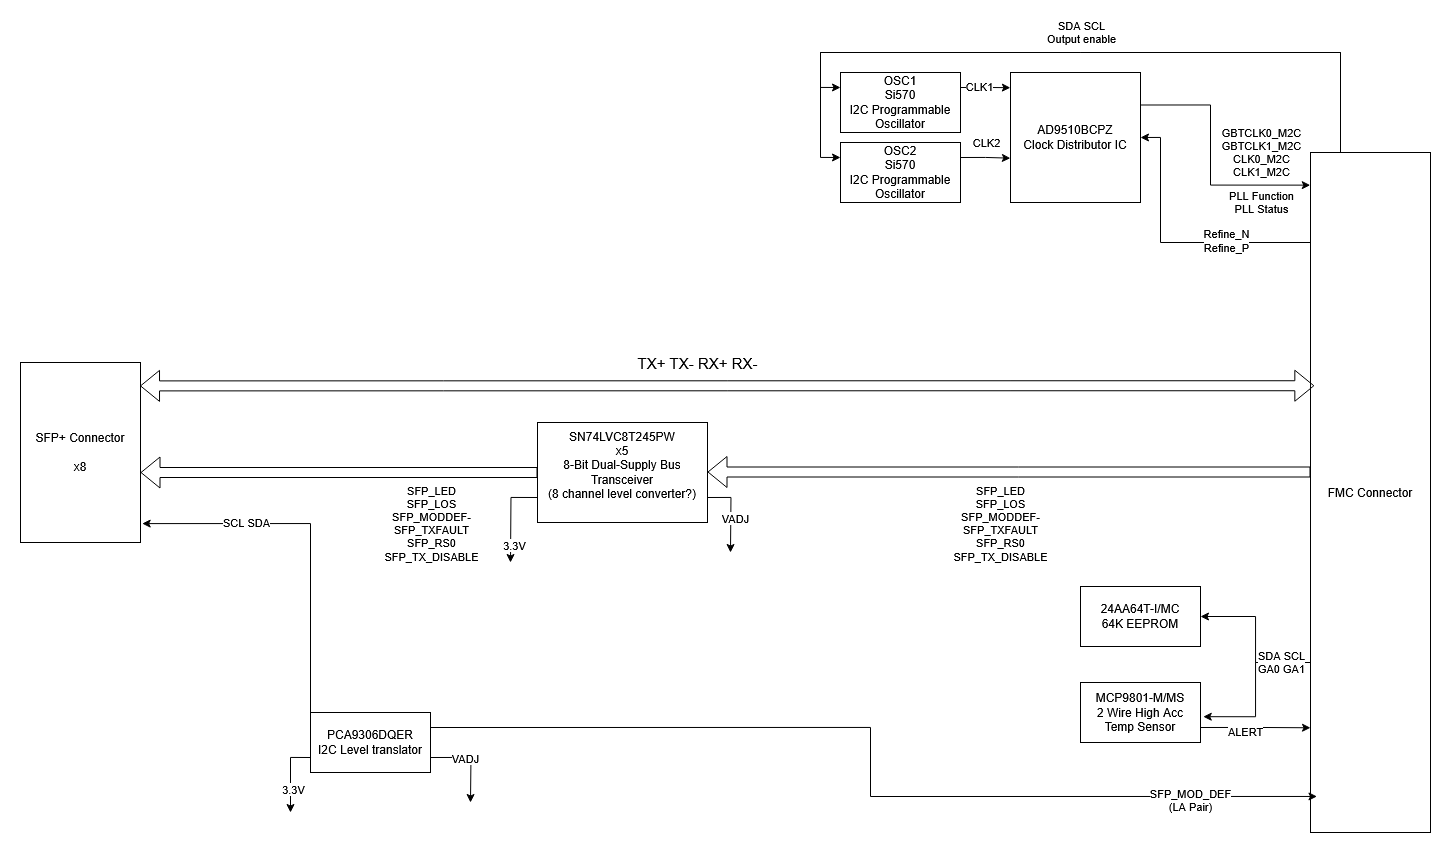 SDA SCL
Output enable
OSC1
Si570
I2C Programmable
Oscillator
CLK1
OSC2
Si570
I2C Programmable
Oscillator
CLK2
AD9510BCPZ
Clock Distributor IC
GBTCLK0_M2C
GBTCLK1_M2C
CLK0_M2C
CLK1_M2C
PLL Function
PLL Status
Refine_N
Refine_P
TX+ TX- RX+ RX-
SFP+ Connector
x8
SN74LVC8T245PW
x5
8-Bit Dual-Supply Bus
Transceiver
(8 channel level converter?)
SFP_LED
SFP_LOS
SFP_MODDEF-
SFP_TXFAULT
SFP_RS0
SFP_TX_DISABLE
3.3V
VADJ
SFP_LED
SFP_LOS
SFP_MODDEF-
SFP_TXFAULT
SFP_RS0
SFP_TX_DISABLE
FMC Connector
SCL SDA
24AA64T-I/MC
64K EEPROM
SDA SCL
GA0 GA1
MCP9801-M/MS
2 Wire High Acc
Temp Sensor
ALERT
PCA9306DQER
I2C Level translator
3.3V
VADJ
SFP_MOD_DEF
(LA Pair)